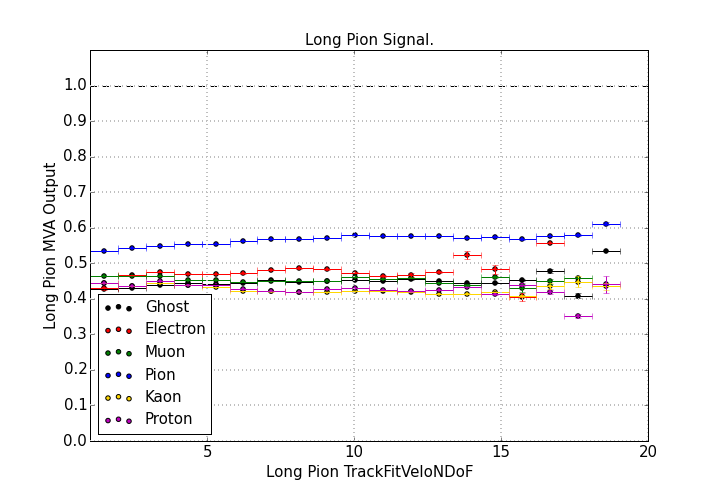 Long Pion Signal.
Long Pion MVA Output
1.0
0.9
0.8
0.7
0.6
0.5
0.4
0.3
0.2
0.1
0.0
Ghost
Electron
Muon
Pion
Kaon
Proton
5
10
15
20
Long Pion TrackFitVeloNDoF